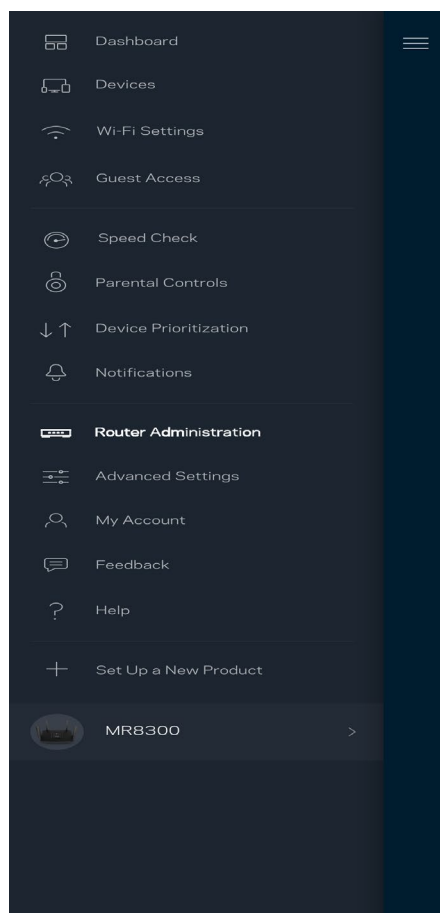 Dashboard
Devices
Wi-Fi Settings
Guest Access
Speed Check
Parental Controls
Device Prioritization
Notifications
Router Administration
Advanced Settings
My Account
Feedback
? Help
Set Up a New Product
MR8300 >